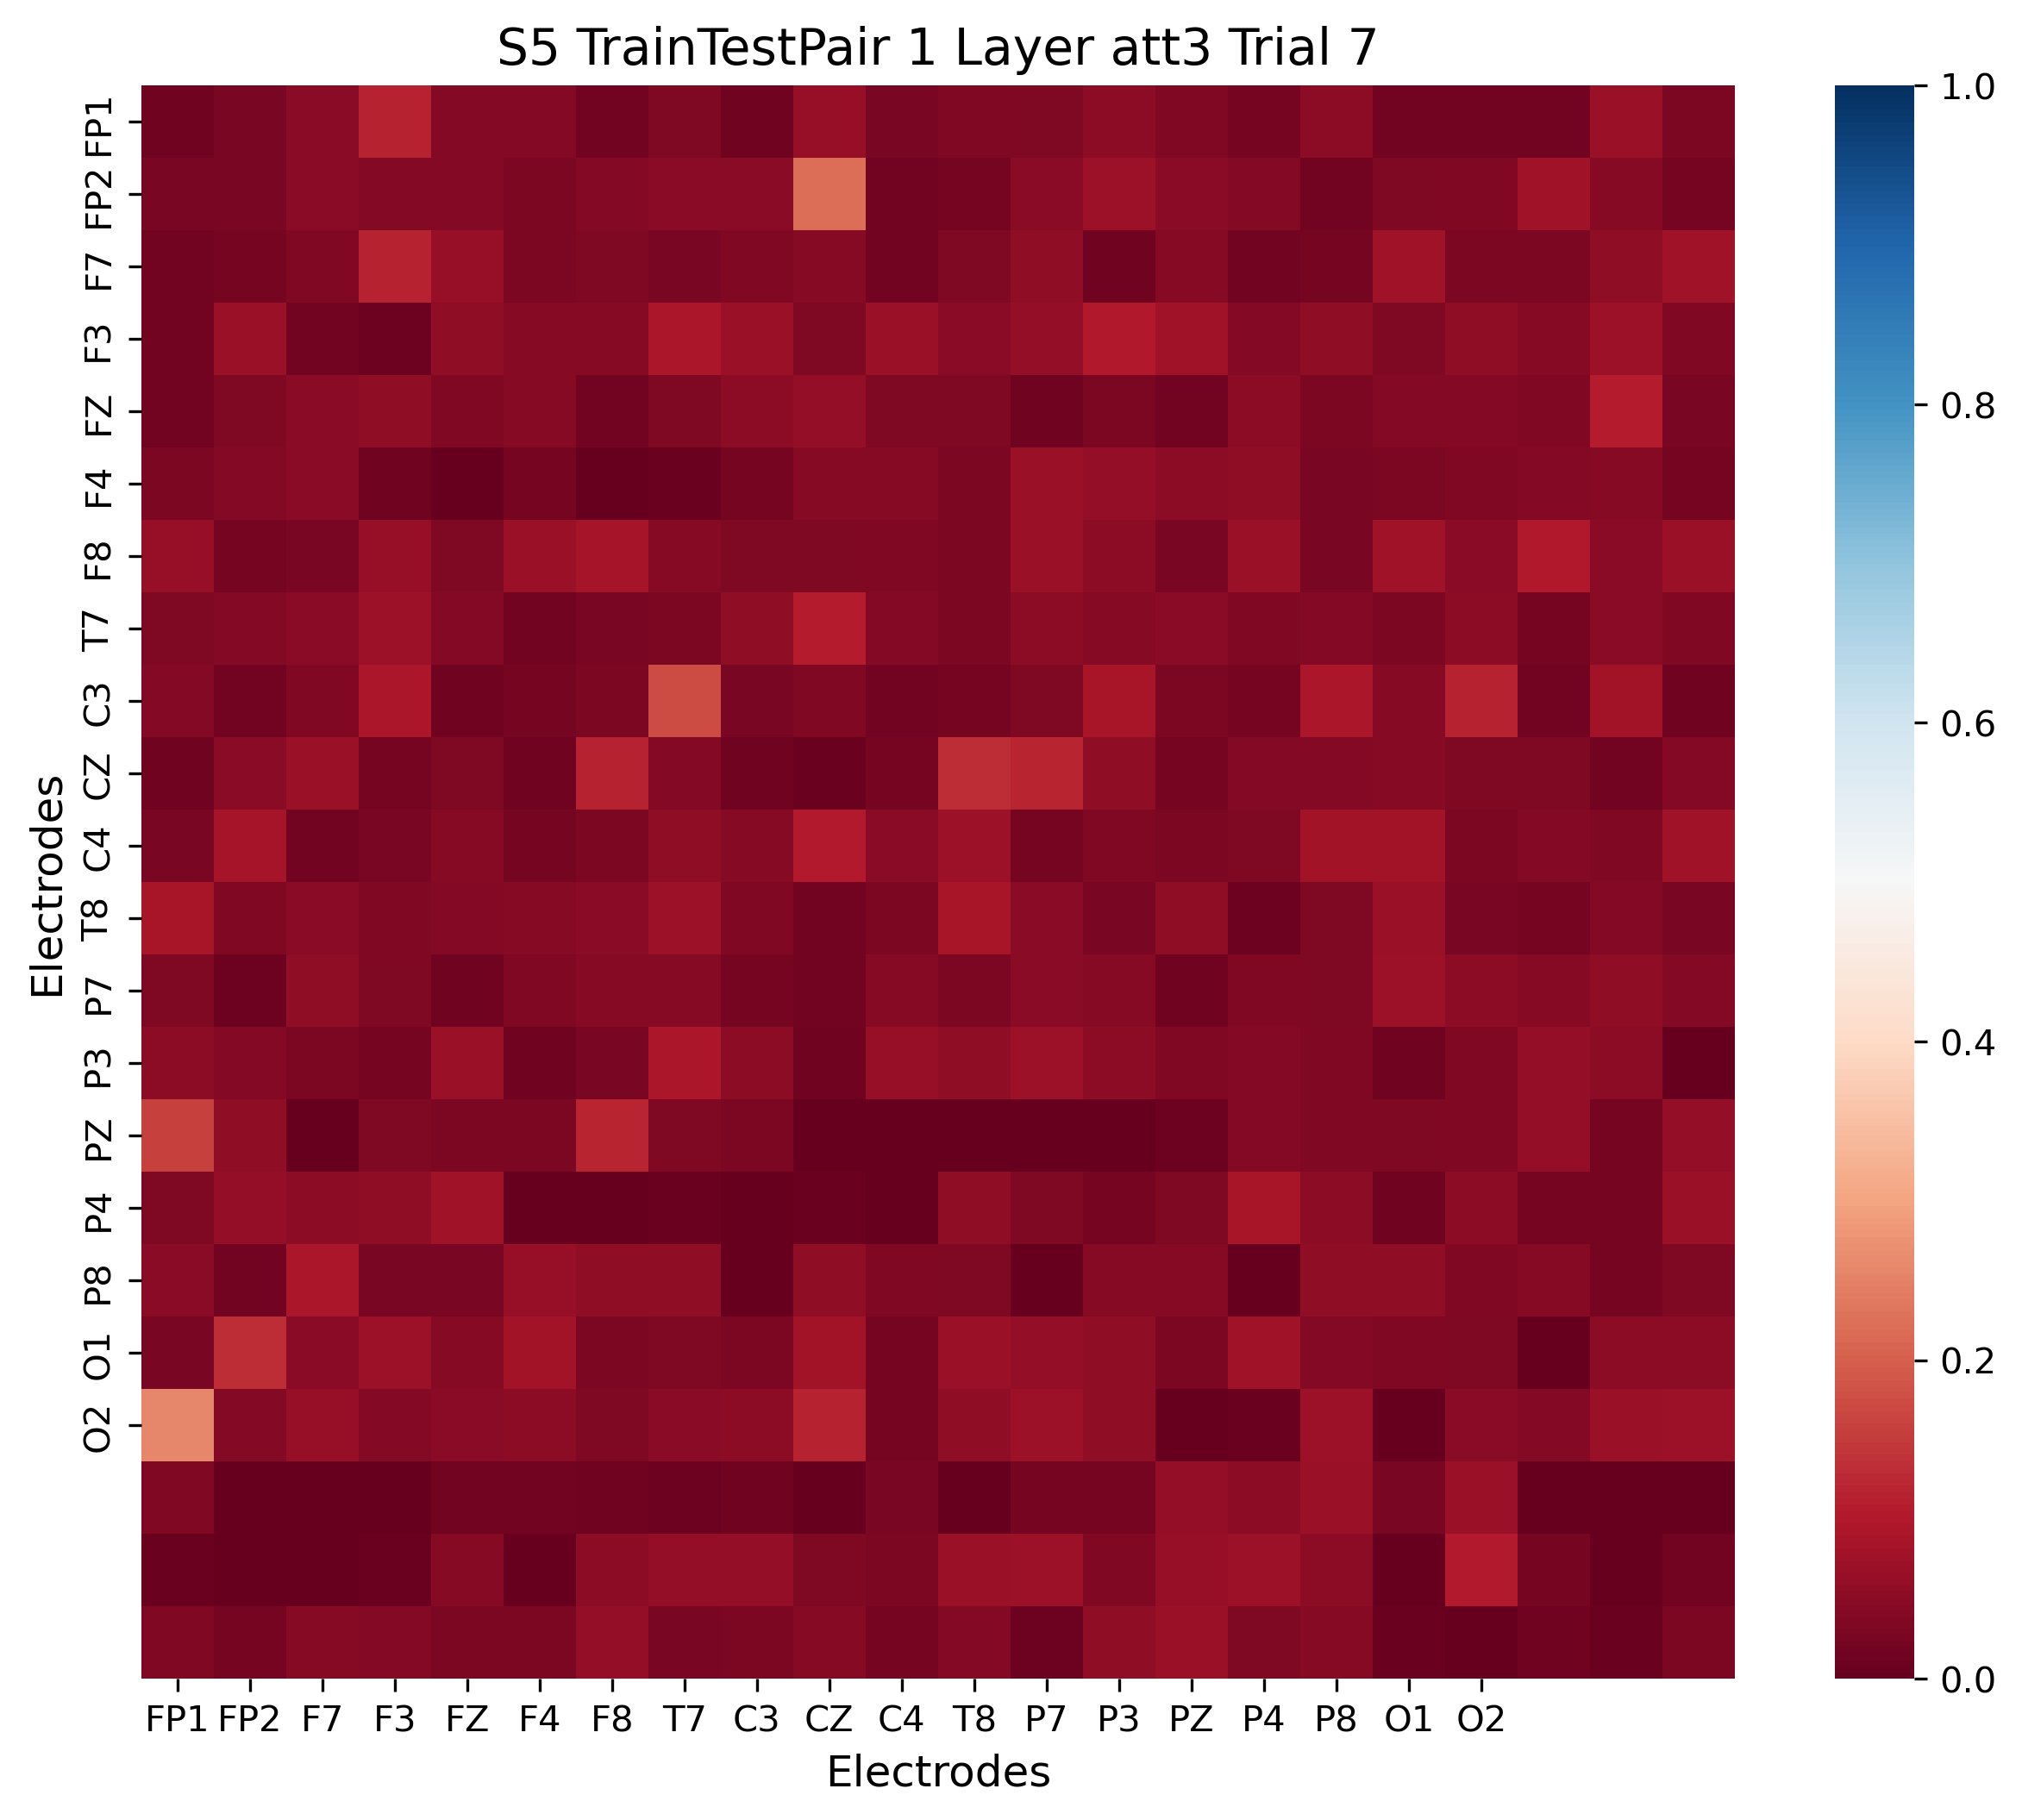 S5 TrainTestPair 1 Layer att3 Trial 7
Electrodes
FP1
FP2
F7
F3
FZ
F4
F8
T7
C3
CZ
C4
T8
P7
P3
PZ
P4
P8
O1
O2
FP1 FP2 F7 F3 FZ F4 F8 T7 C3 CZ C4 T8 P7 P3 PZ P4 P8 O1 O2
Electrodes
1.0
0.8
0.6
0.4
0.2
0.0